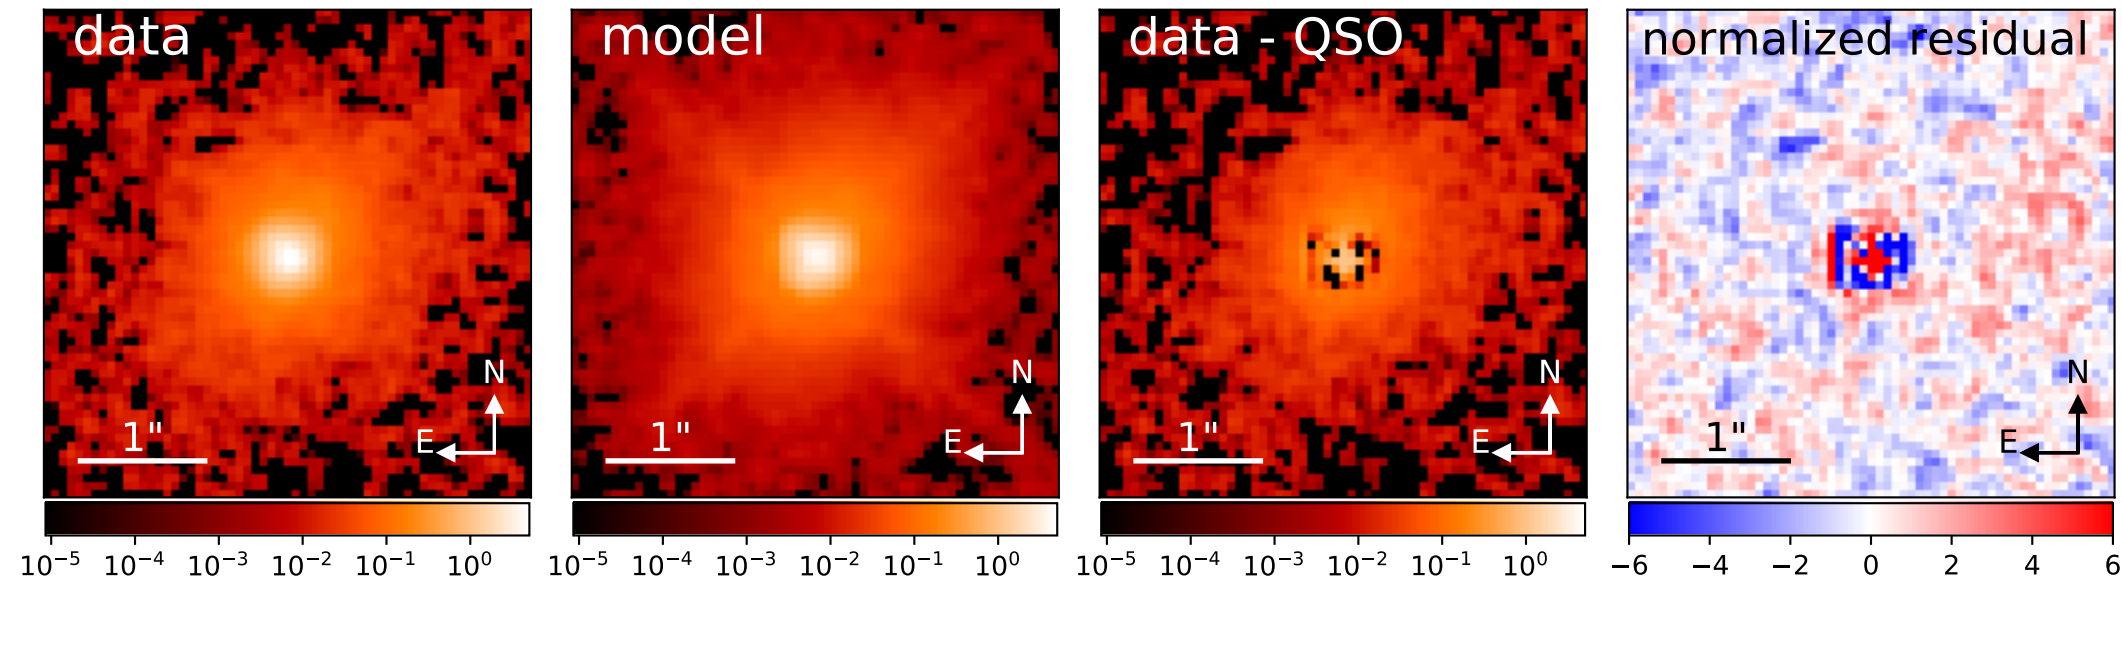 data
model
data - QSO
normalized residual
N
N
N
N
E
E
E
E
1"
1"
1"
1"
10⁻⁵ 10⁻⁴ 10⁻³ 10⁻² 10⁻¹ 10⁰
10⁻⁵ 10⁻⁴ 10⁻³ 10⁻² 10⁻¹ 10⁰
10⁻⁵ 10⁻⁴ 10⁻³ 10⁻² 10⁻¹ 10⁰
−6 −4 −2 0 2 4 6